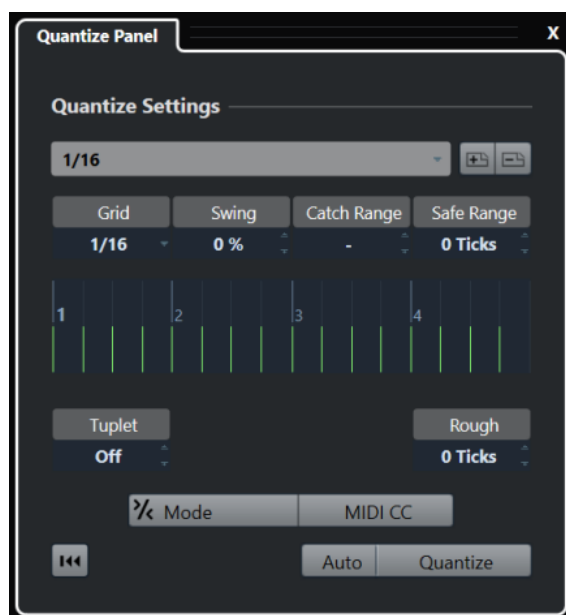 Quantize Panel X
Quantize Settings
1/16
Grid Swing Catch Range Safe Range
1/16 0 % - 0 Ticks
1 2 3 4
Tuplet Rough
Off 0 Ticks
Mode MIDI CC
Auto Quantize